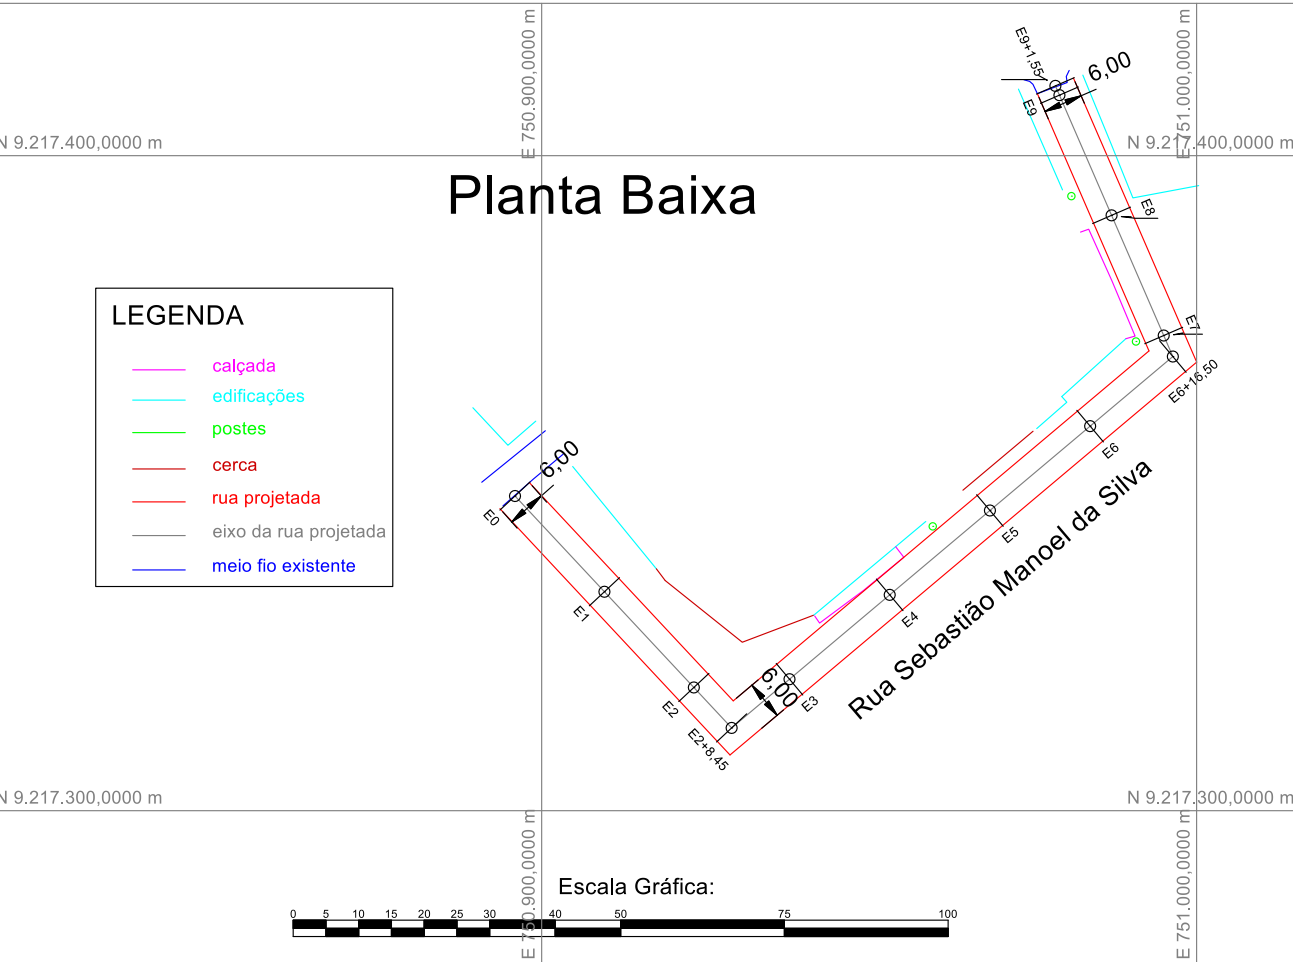 E 750.900,0000 m
E 751.000,0000 m
E9+1,55
6,00
E9
N 9.217.400,0000 m
N 9.217.400,0000 m
Planta Baixa
E8
LEGENDA
calçada
edificações
postes
cerca
rua projetada
eixo da rua projetada
meio fio existente
E7
E6+16,50
E6
6,00
E0
E5
E1
E4
Rua Sebastião Manoel da Silva
6,00
E3
E2
E2+8,45
N 9.217.300,0000 m
N 9.217.300,0000 m
E 750.900,0000 m
E 751.000,0000 m
Escala Gráfica:
0 5 10 15 20 25 30 40 50 75 100